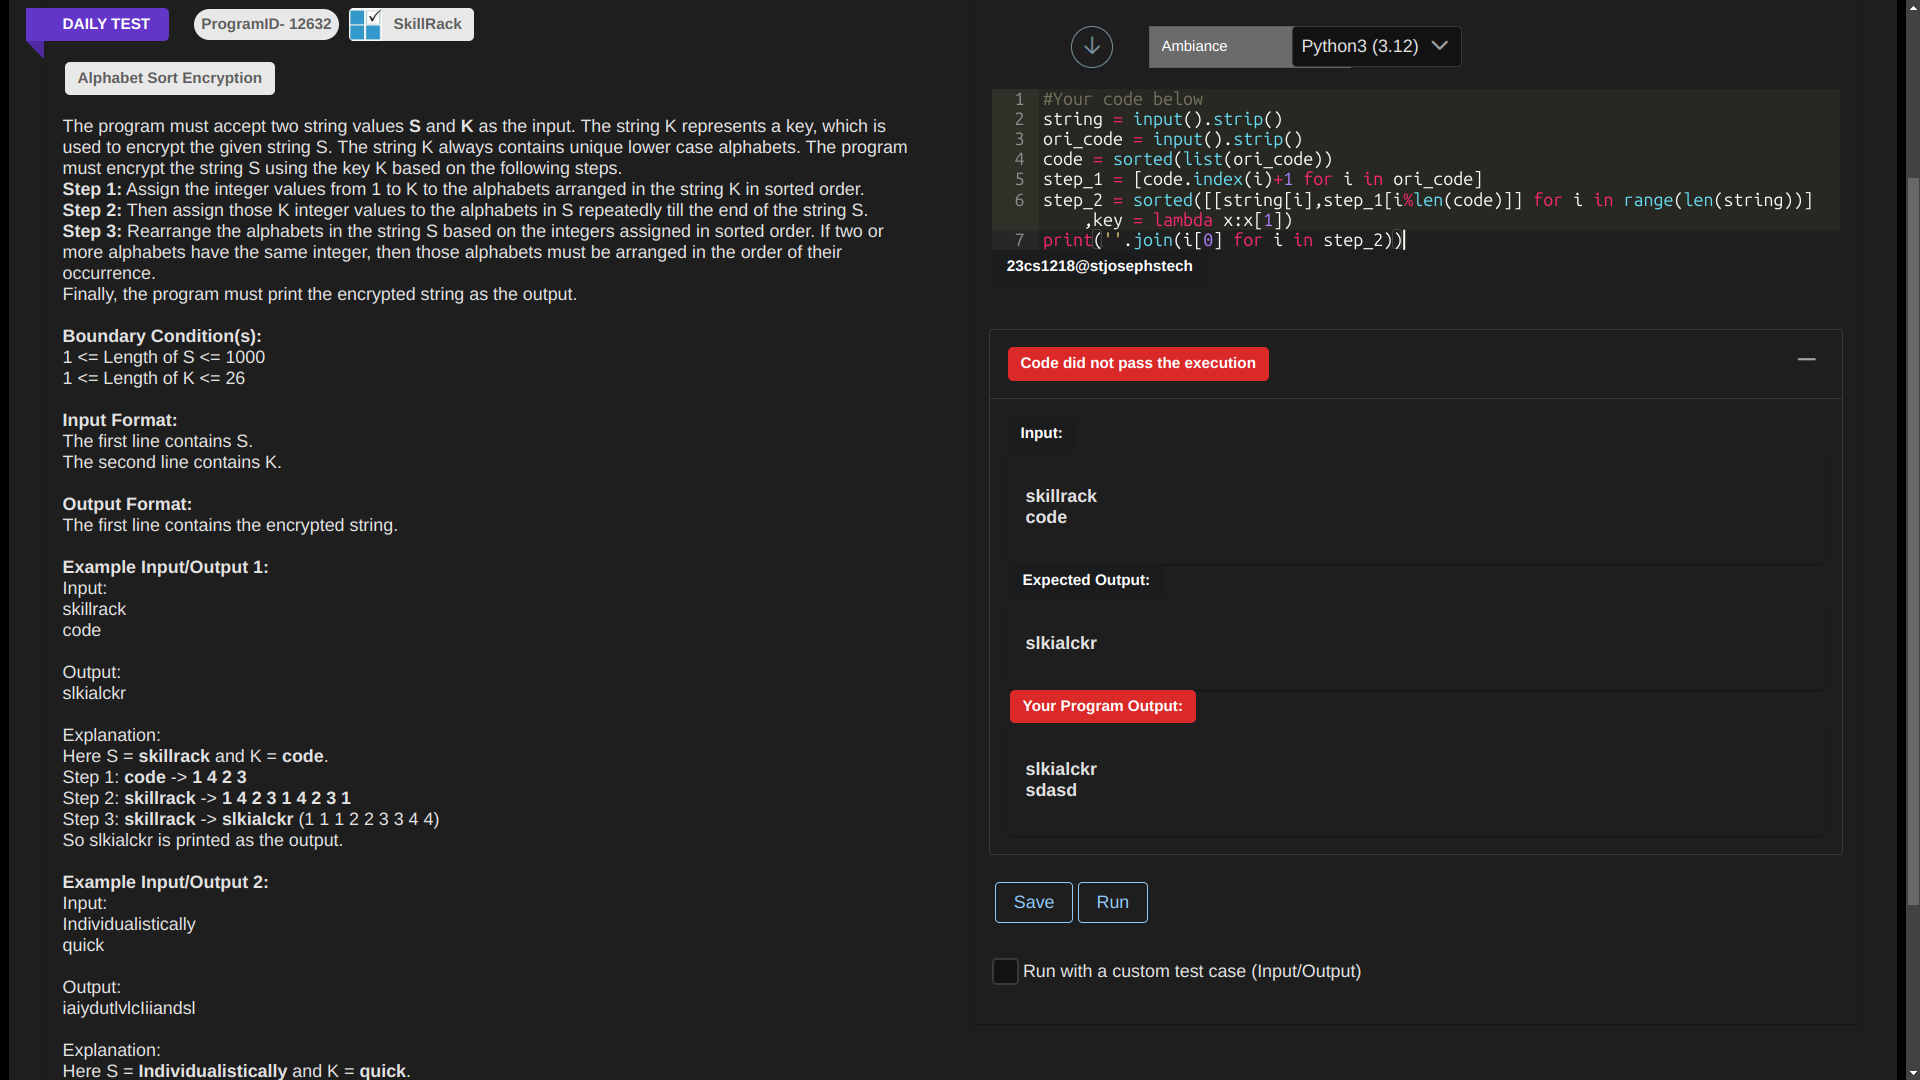 DAILY TEST
ProgramID- 12632
SkillRack
Alphabet Sort Encryption
The program must accept two string values S and K as the input. The string K represents a key, which is
used to encrypt the given string S. The string K always contains unique lower case alphabets. The program
must encrypt the string S using the key K based on the following steps.
Step 1: Assign the integer values from 1 to K to the alphabets arranged in the string K in sorted order.
Step 2: Then assign those K integer values to the alphabets in S repeatedly till the end of the string S.
Step 3: Rearrange the alphabets in the string S based on the integers assigned in sorted order. If two or
more alphabets have the same integer, then those alphabets must be arranged in the order of their
occurrence.
Finally, the program must print the encrypted string as the output.
Boundary Condition(s):
1 <= Length of S <= 1000
1 <= Length of K <= 26
Input Format:
The first line contains S.
The second line contains K.
Output Format:
The first line contains the encrypted string.
Example Input/Output 1:
Input:
skillrack
code
Output:
slkialckr
Explanation:
Here S = skillrack and K = code.
Step 1: code -> 1 4 2 3
Step 2: skillrack -> 1 4 2 3 1 4 2 3 1
Step 3: skillrack -> slkialckr (1 1 1 2 2 3 3 4 4)
So slkialckr is printed as the output.
Example Input/Output 2:
Input:
Individualistically
quick
Output:
iaiydutlvlcIiiandsl
Explanation:
Here S = Individualistically and K = quick.
Ambiance
Python3 (3.12)
1 #Your code below
2 string = input().strip()
3 ori_code = input().strip()
4 code = sorted(list(ori_code))
5 step_1 = [code.index(i)+1 for i in ori_code]
6 step_2 = sorted([[string[i],step_1[i%len(code)]] for i in range(len(string))]
,key = lambda x:x[1])
7 print(''.join(i[0] for i in step_2))
23cs1218@stjosephstech
Code did not pass the execution
Input:
skillrack
code
Expected Output:
slkialckr
Your Program Output:
slkialckr
sdasd
Save
Run
Run with a custom test case (Input/Output)